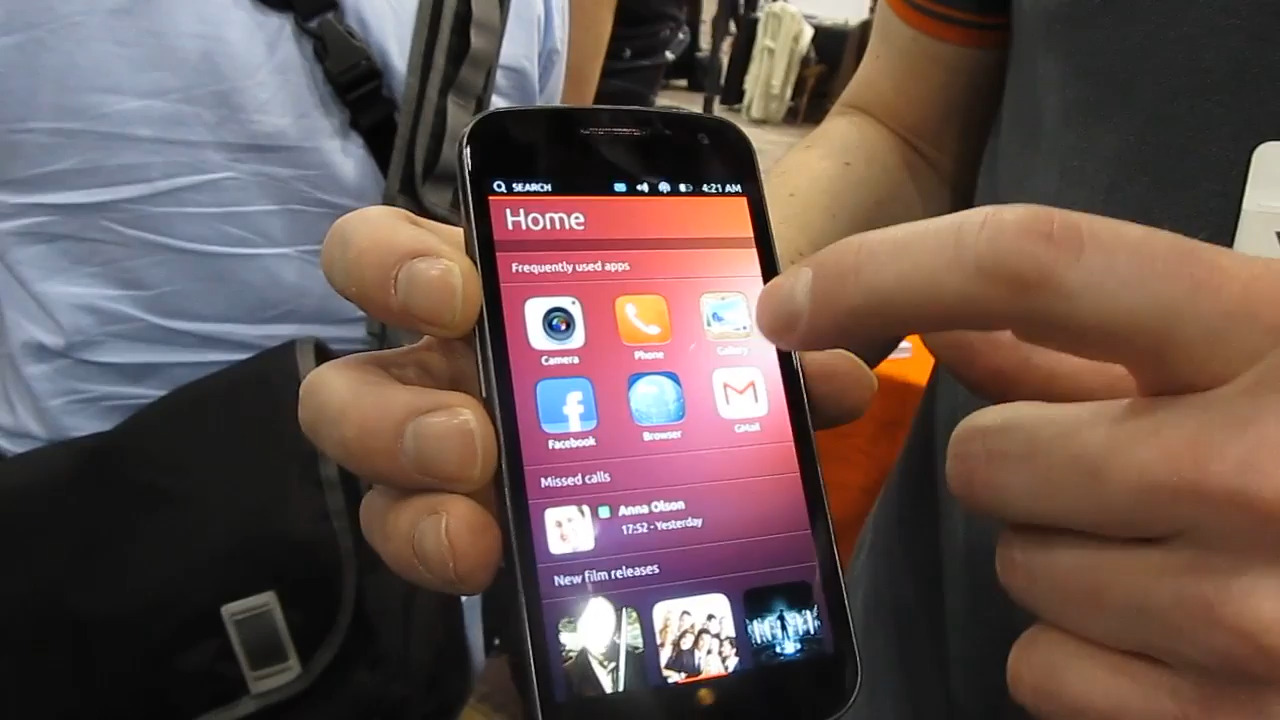 SEARCH 4:21 AM
Home
Frequently used apps
Camera Phone Gallery
Facebook Browser GMail
Missed calls
Anna Olson
17:52 - Yesterday
New film releases